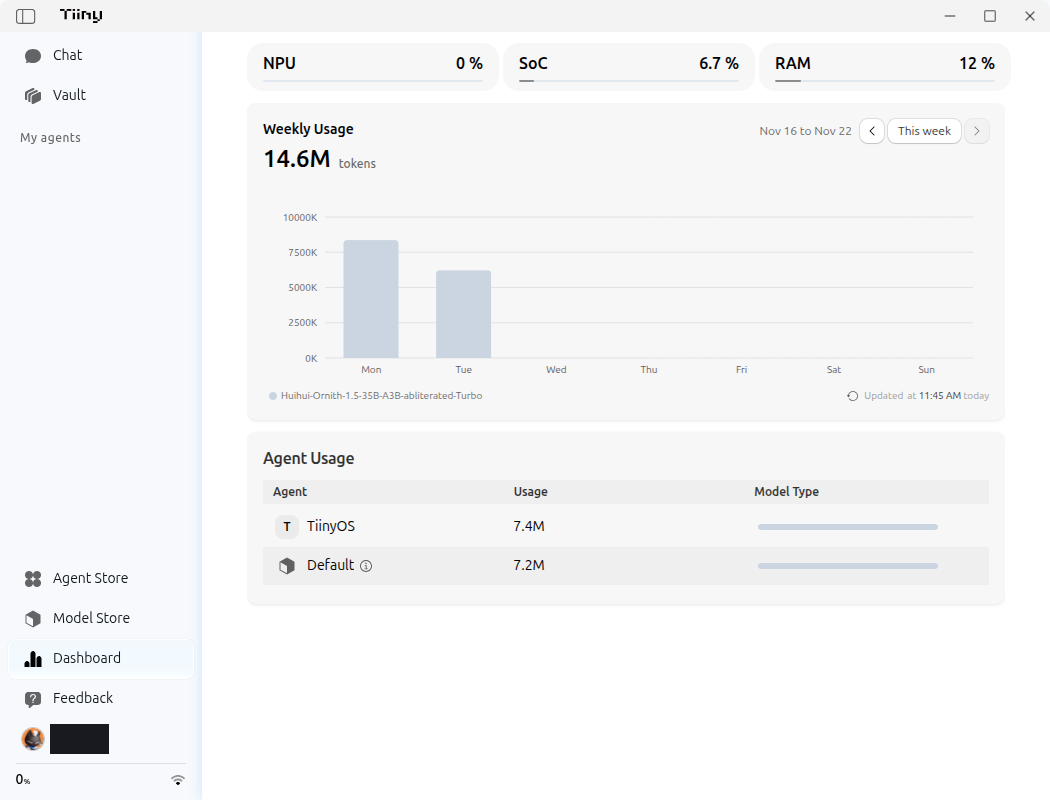 Tiiny
Chat
Vault
My agents
Agent Store
Model Store
Dashboard
Feedback
0%
NPU 0 %
SoC 6.7 %
RAM 12 %
Weekly Usage
14.6M tokens
Nov 16 to Nov 22
This week
10000K
7500K
5000K
2500K
0K
Mon Tue Wed Thu Fri Sat Sun
Huihui-Ornith-1.5-35B-A3B-abliterated-Turbo
Updated at 11:45 AM today
Agent Usage
Agent Usage Model Type
T TiinyOS 7.4M
Default 7.2M